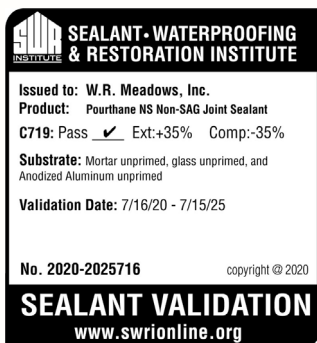 SWR
INSTITUTE
SEALANT • WATERPROOFING
& RESTORATION INSTITUTE
Issued to: W.R. Meadows, Inc.
Product: Pourthane NS Non-SAG Joint Sealant
C719: Pass ✔ Ext:+35% Comp:-35%
Substrate: Mortar unprimed, glass unprimed, and
Anodized Aluminum unprimed
Validation Date: 7/16/20 - 7/15/25
No. 2020-2025716 copyright @ 2020
SEALANT VALIDATION
www.swrionline.org